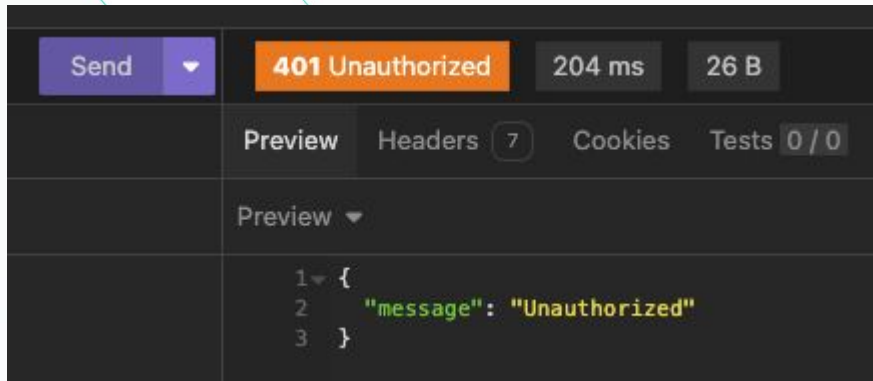 Send 401 Unauthorized 204 ms 26 B
Preview Headers 7 Cookies Tests 0 / 0
Preview
1 {
2 "message": "Unauthorized"
3 }